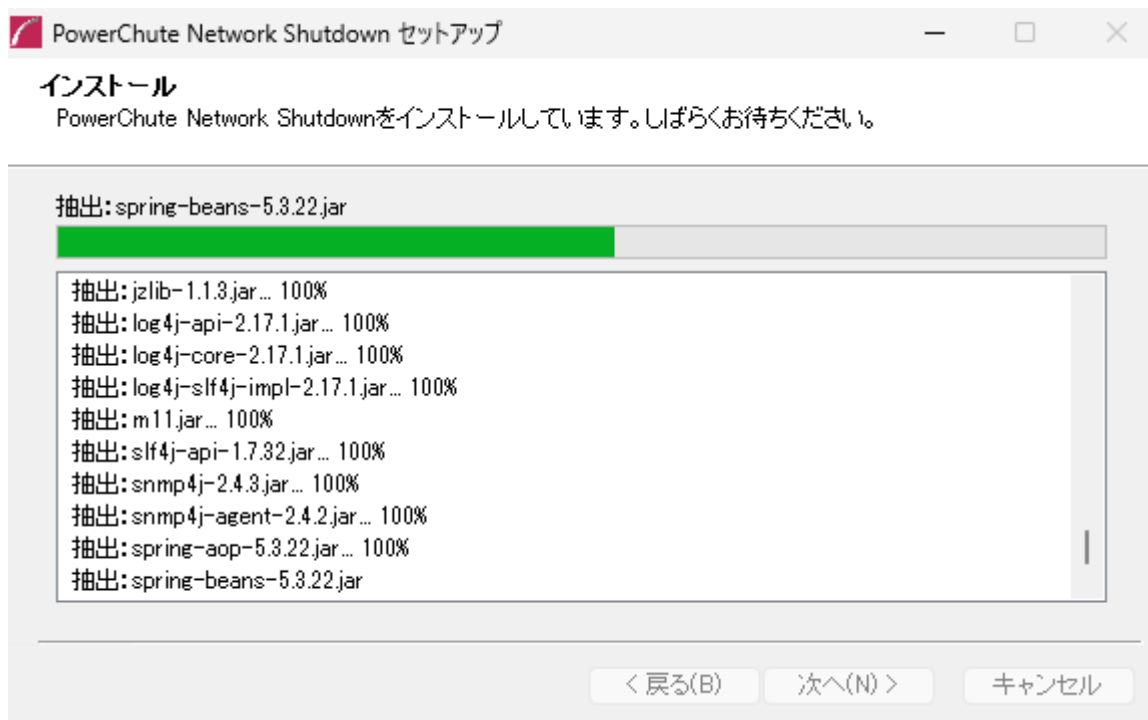 PowerChute Network Shutdown セットアップ
インストール
PowerChute Network Shutdownをインストールしています。しばらくお待ちください。
抽出: spring-beans-5.3.22.jar
抽出: jzlib-1.1.3.jar... 100%
抽出: log4j-api-2.17.1.jar... 100%
抽出: log4j-core-2.17.1.jar... 100%
抽出: log4j-slf4j-impl-2.17.1.jar... 100%
抽出: m11.jar... 100%
抽出: slf4j-api-1.7.32.jar... 100%
抽出: snmp4j-2.4.3.jar... 100%
抽出: snmp4j-agent-2.4.2.jar... 100%
抽出: spring-aop-5.3.22.jar... 100%
抽出: spring-beans-5.3.22.jar
< 戻る(B) 次へ(N) > キャンセル